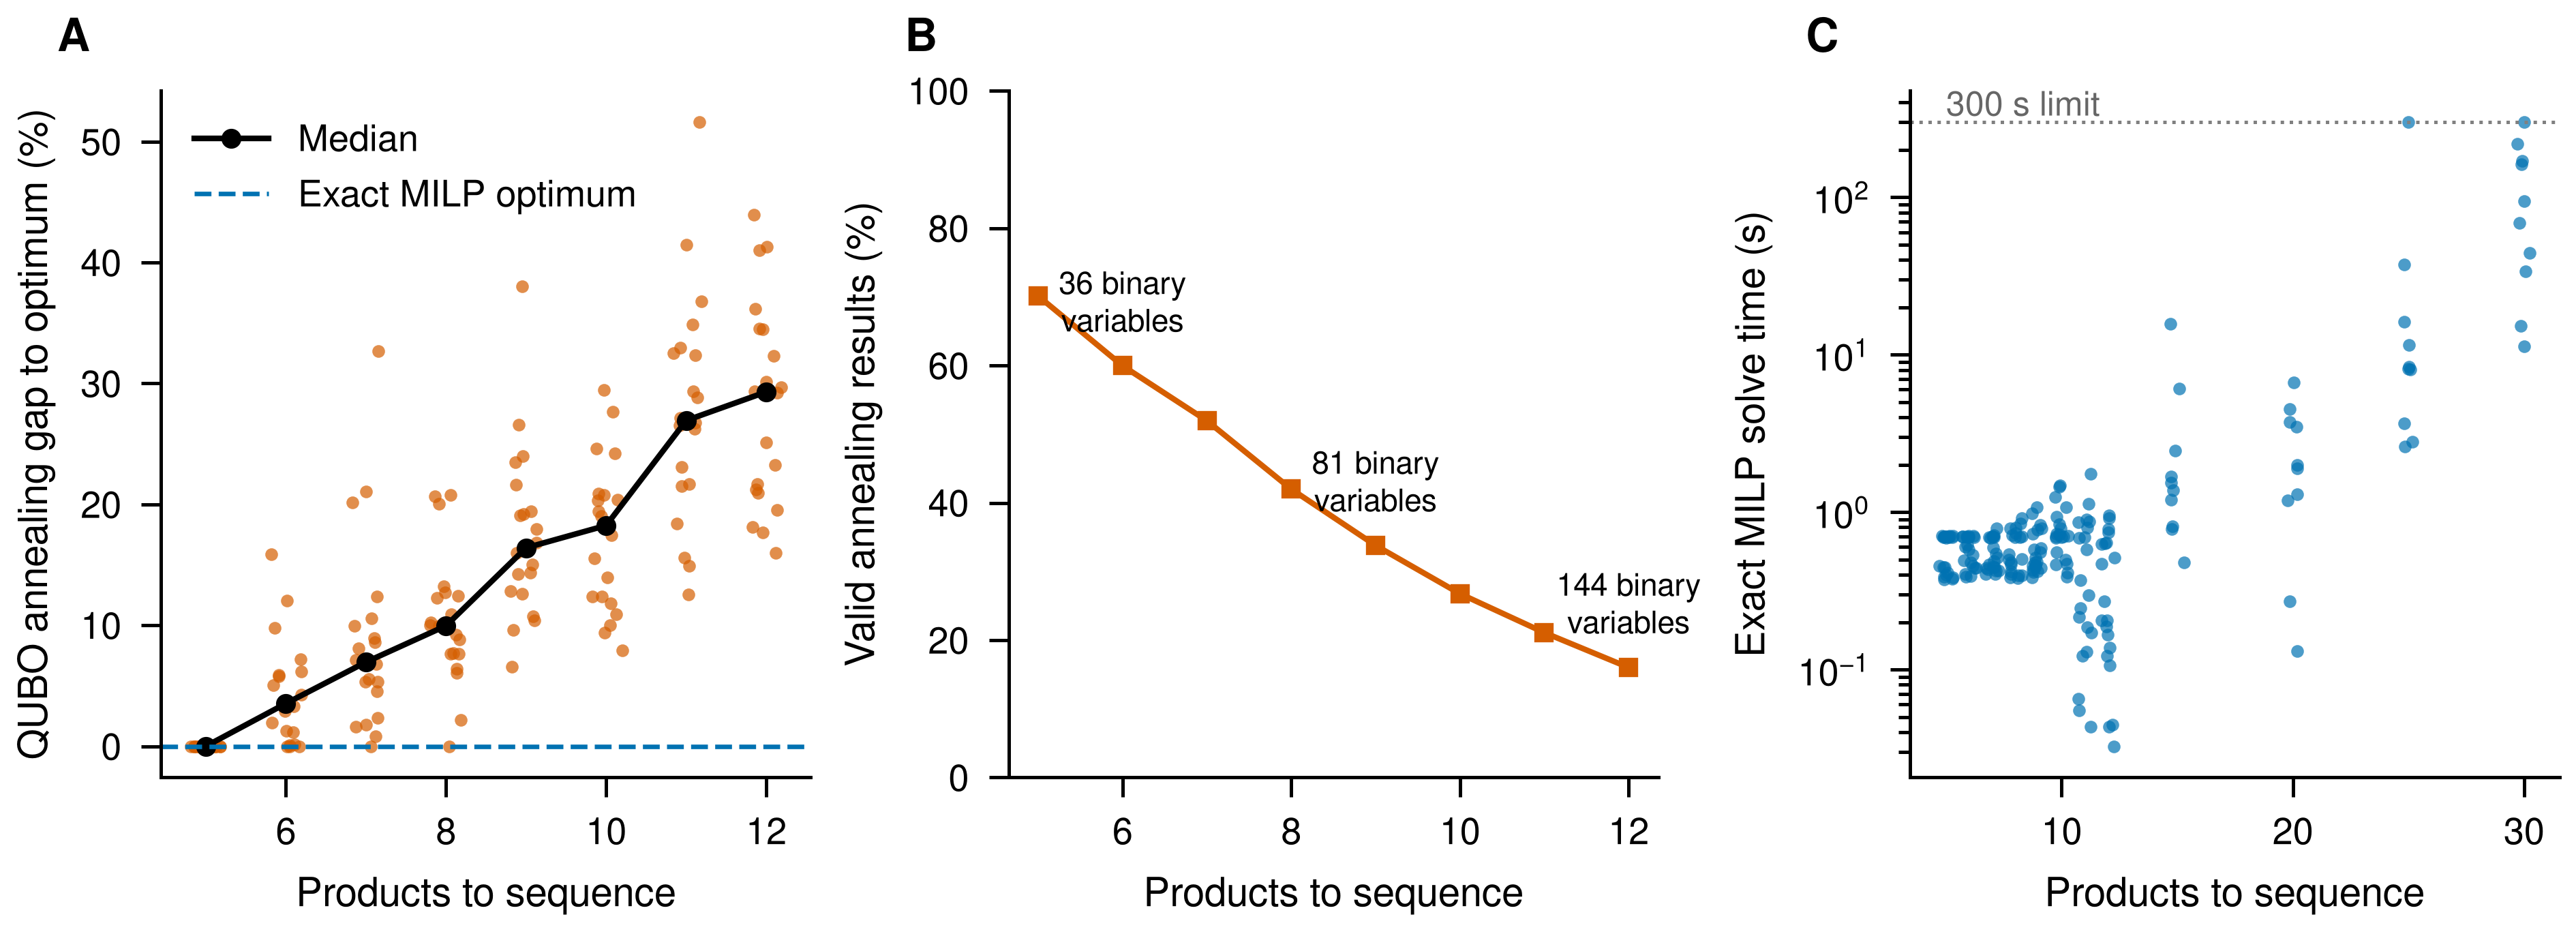 A
QUBO annealing gap to optimum (%)
50
40
30
20
10
0
Median
Exact MILP optimum
6
8
10
12
Products to sequence
B
Valid annealing results (%)
100
80
60
40
20
0
36 binary
variables
81 binary
variables
144 binary
variables
6
8
10
12
Products to sequence
C
Exact MILP solve time (s)
300 s limit
10²
10¹
10⁰
10⁻¹
10
20
30
Products to sequence